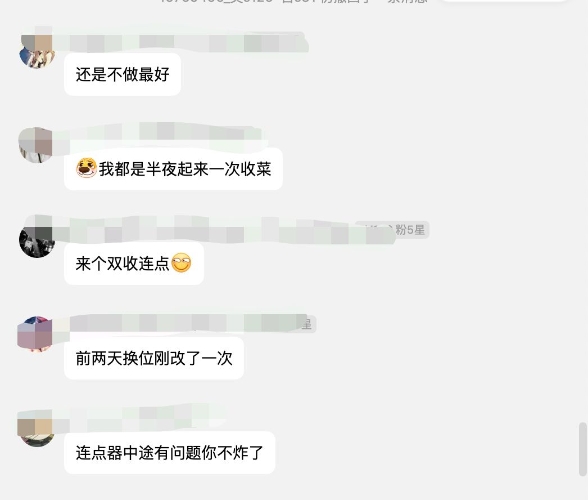 还是不做最好
我都是半夜起来一次收菜
粉5星
来个双收连点
星
前两天换位刚改了一次
连点器中途有问题你不炸了